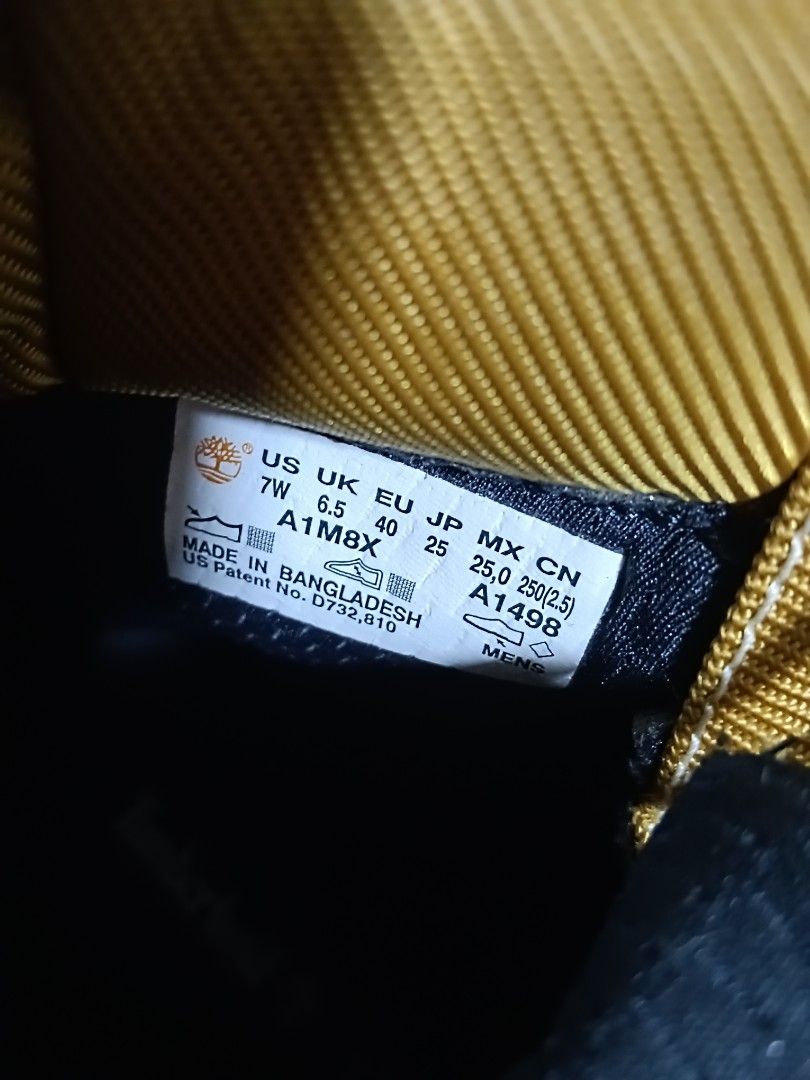 ® US UK EU JP MX CN
7W 6.5 40 25 25,0 250(2.5)
A1M8X A1498
MADE IN BANGLADESH
US Patent No. D732,810
MENS